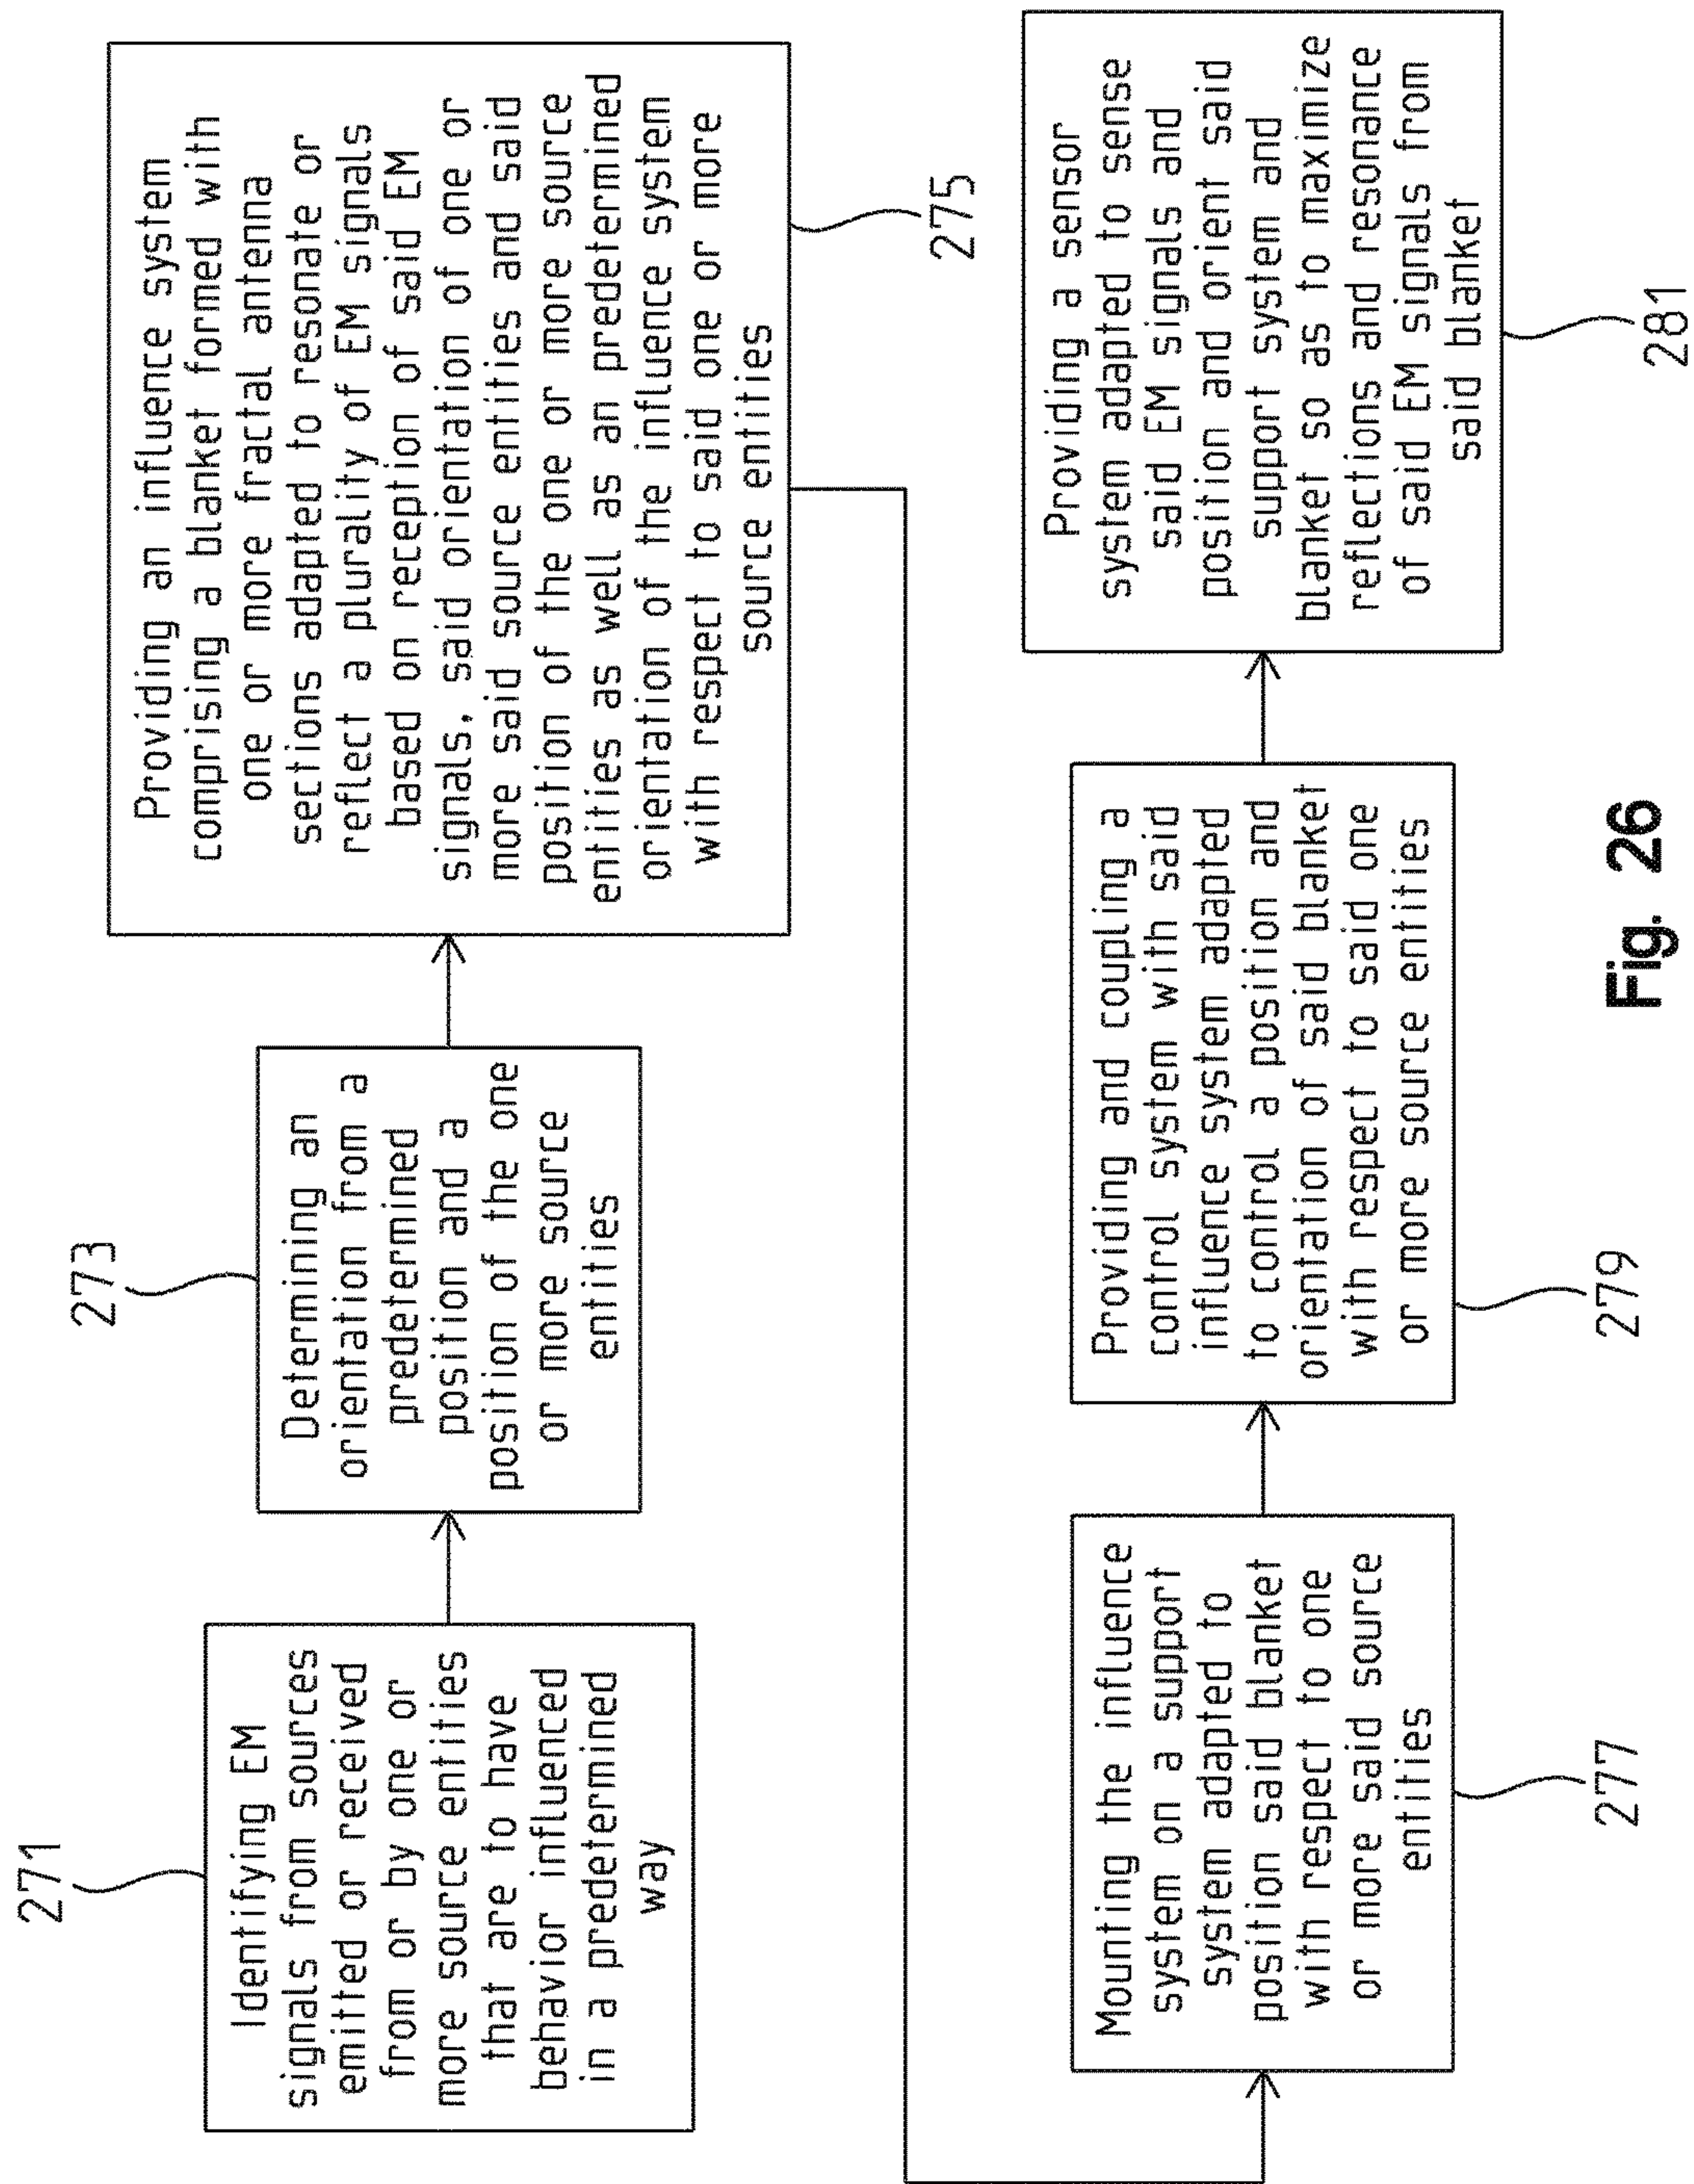 271
Identifying EM
signals from sources
emitted or received
from or by one or
more source entities
that are to have
behavior influenced
in a predetermined
way
273
Determining an
orientation from a
predetermined
position and a
position of the one
or more source
entities
Providing an influence system
comprising a blanket formed with
one or more fractal antenna
sections adapted to resonate or
reflect a plurality of EM signals
based on reception of said EM
signals, said orientation of one or
more said source entities and said
position of the one or more source
entities as well as an predetermined
orientation of the influence system
with respect to said one or more
source entities
275
Mounting the influence
system on a support
system adapted to
position said blanket
with respect to one
or more said source
entities
277
Providing and coupling a
control system with said
influence system adapted
to control a position and
orientation of said blanket
with respect to said one
or more source entities
279
Providing a sensor
system adapted to sense
said EM signals and
position and orient said
support system and
blanket so as to maximize
reflections and resonance
of said EM signals from
said blanket
281
Fig. 26